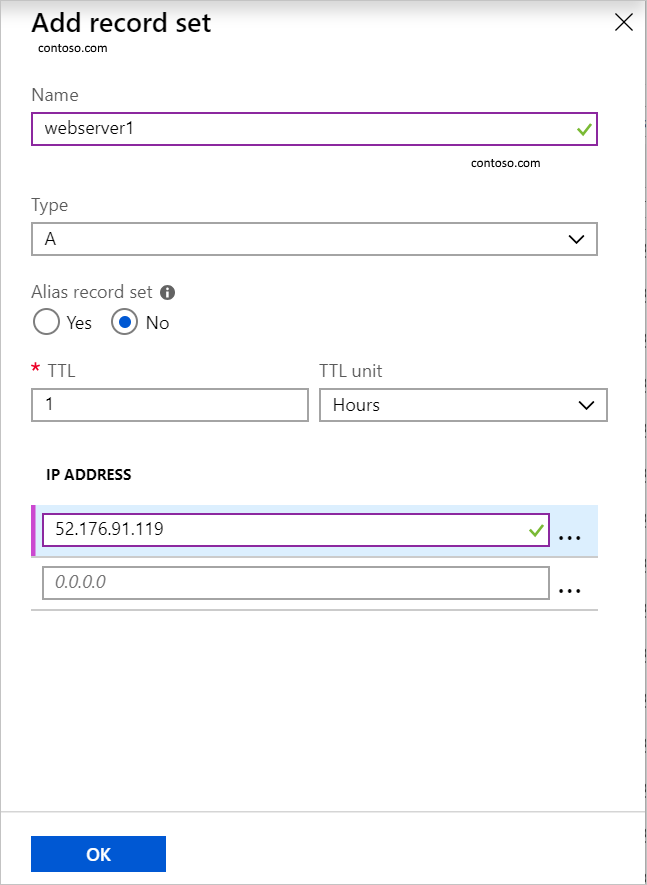 Add record set
contoso.com
Name
webserver1
contoso.com
Type
A
Alias record set
Yes No
* TTL TTL unit
1 Hours
IP ADDRESS
52.176.91.119 ...
0.0.0.0 ...
OK